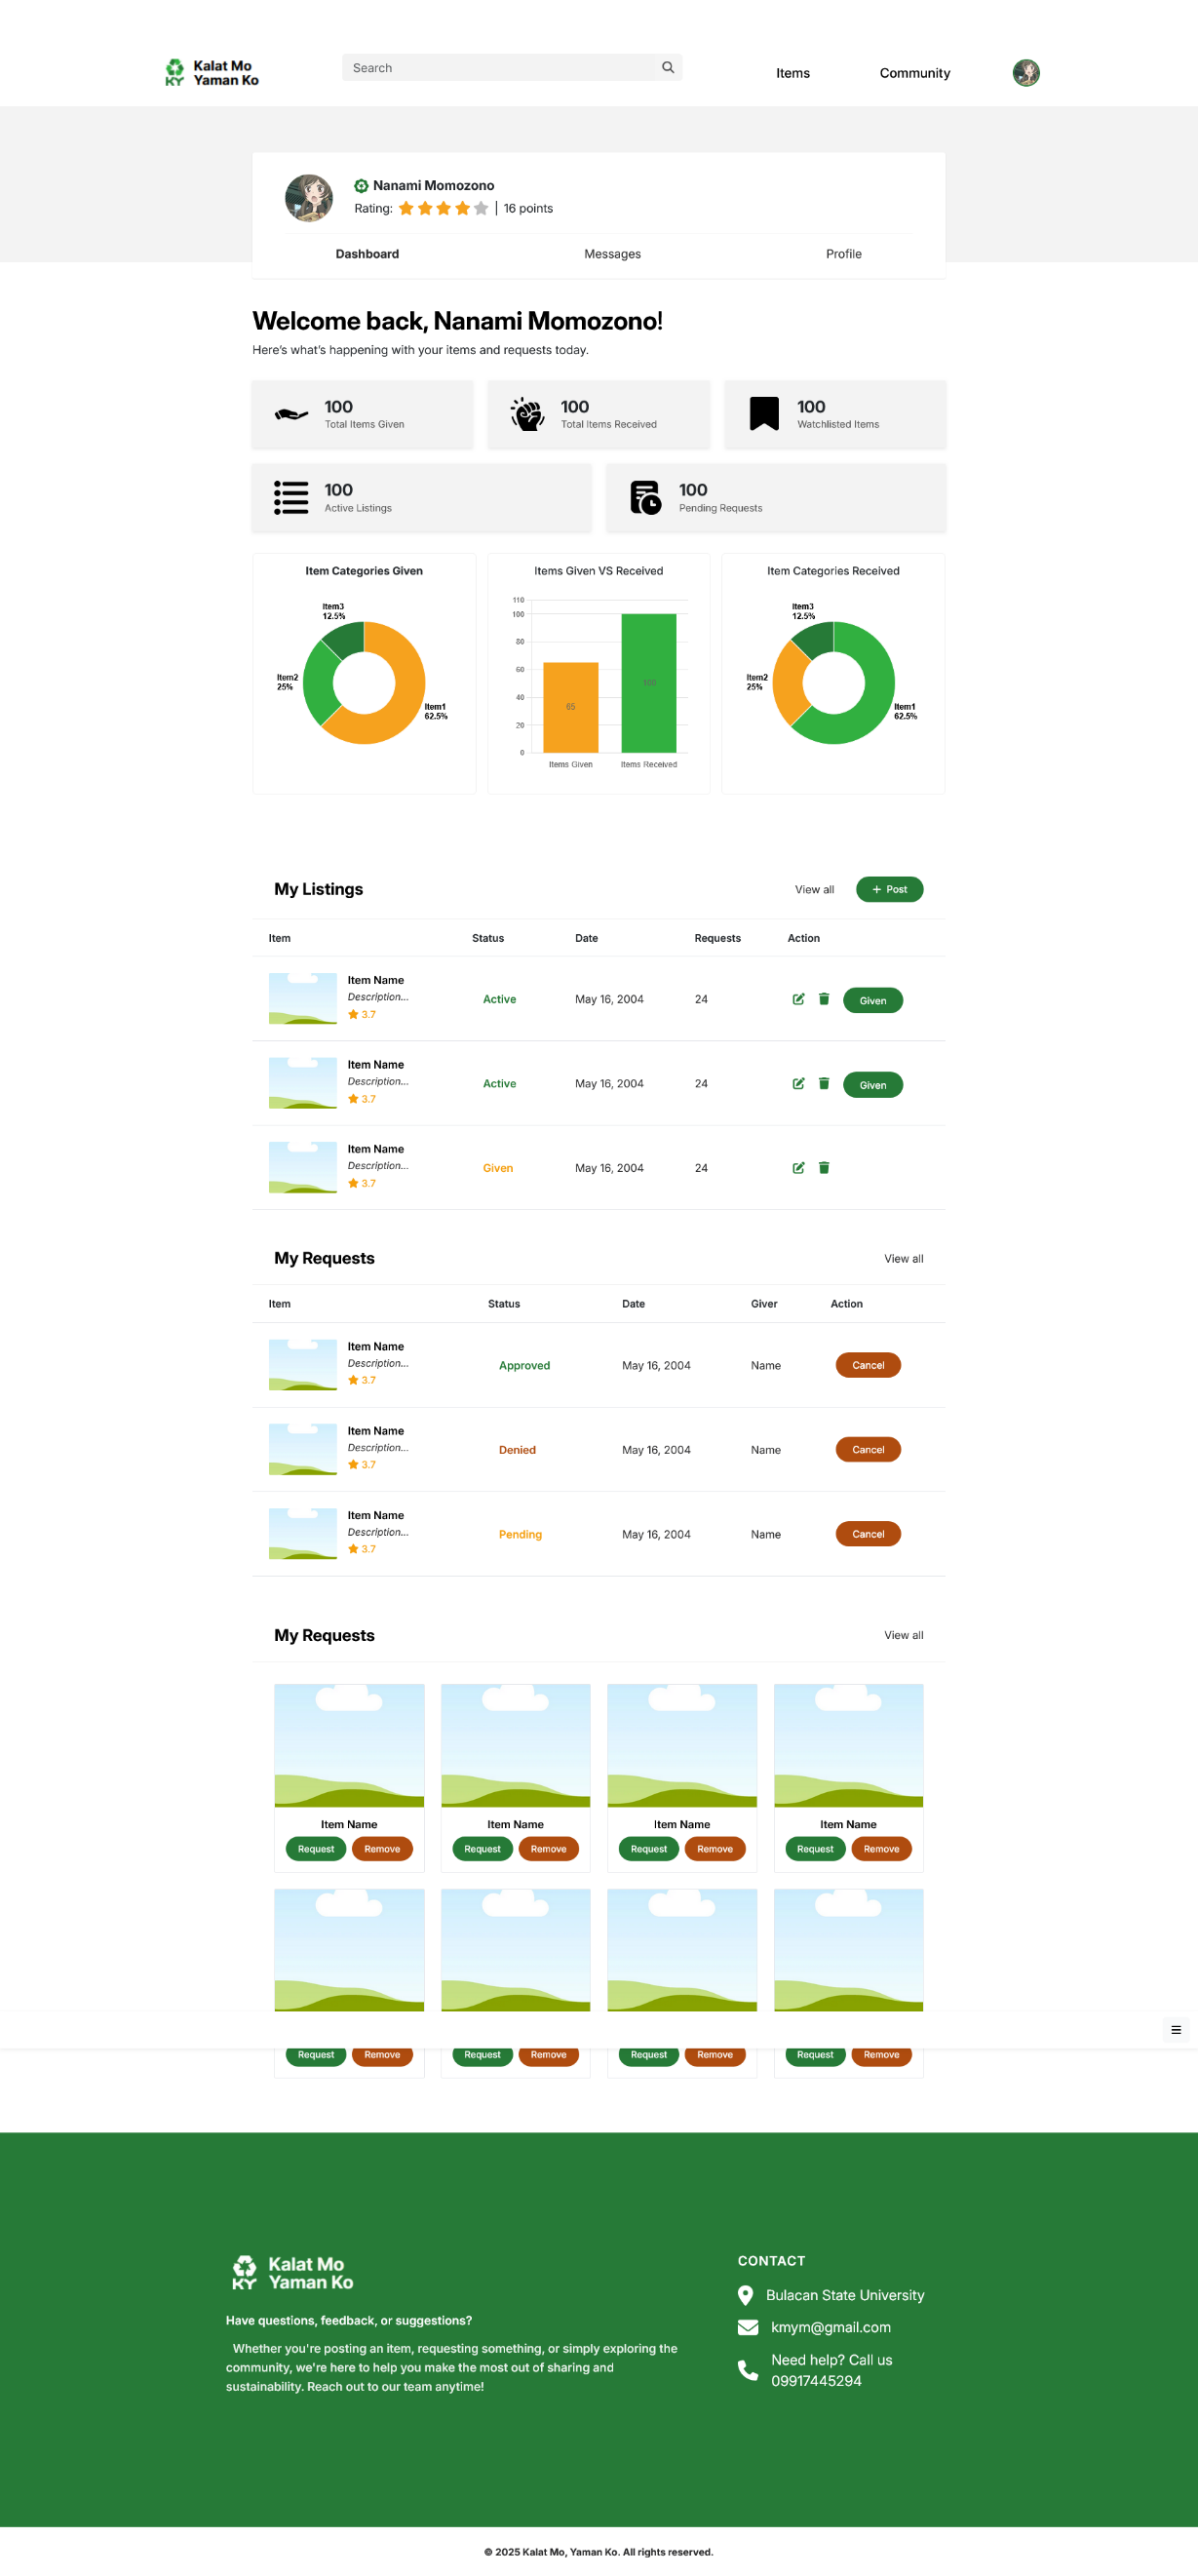 Kalat Mo
KY Yaman Ko
Search
Items
Community
Nanami Momozono
Rating: | 16 points
Dashboard
Messages
Profile
Welcome back, Nanami Momozono!
Here's what's happening with your items and requests today.
100
Total Items Given
100
Total Items Received
100
Watchlisted Items
100
Active Listings
100
Pending Requests
Item Categories Given
Item3
12.5%
Item2
25%
Item1
62.5%
Items Given VS Received
110
100
80
60
40
20
0
65
100
Items Given
Items Received
Item Categories Received
Item3
12.5%
Item2
25%
Item1
62.5%
My Listings
View all
+ Post
Item Status Date Requests Action
Item Name
Description...
3.7
Active
May 16, 2004
24
Given
Item Name
Description...
3.7
Active
May 16, 2004
24
Given
Item Name
Description...
3.7
Given
May 16, 2004
24
My Requests
View all
Item Status Date Giver Action
Item Name
Description...
3.7
Approved
May 16, 2004
Name
Cancel
Item Name
Description...
3.7
Denied
May 16, 2004
Name
Cancel
Item Name
Description...
3.7
Pending
May 16, 2004
Name
Cancel
My Requests
View all
Item Name
Request Remove
Item Name
Request Remove
Item Name
Request Remove
Item Name
Request Remove
Request Remove
Request Remove
Request Remove
Request Remove
Kalat Mo
KY Yaman Ko
Have questions, feedback, or suggestions?
Whether you're posting an item, requesting something, or simply exploring the
community, we're here to help you make the most out of sharing and
sustainability. Reach out to our team anytime!
CONTACT
Bulacan State University
kmym@gmail.com
Need help? Call us
09917445294
© 2025 Kalat Mo, Yaman Ko. All rights reserved.